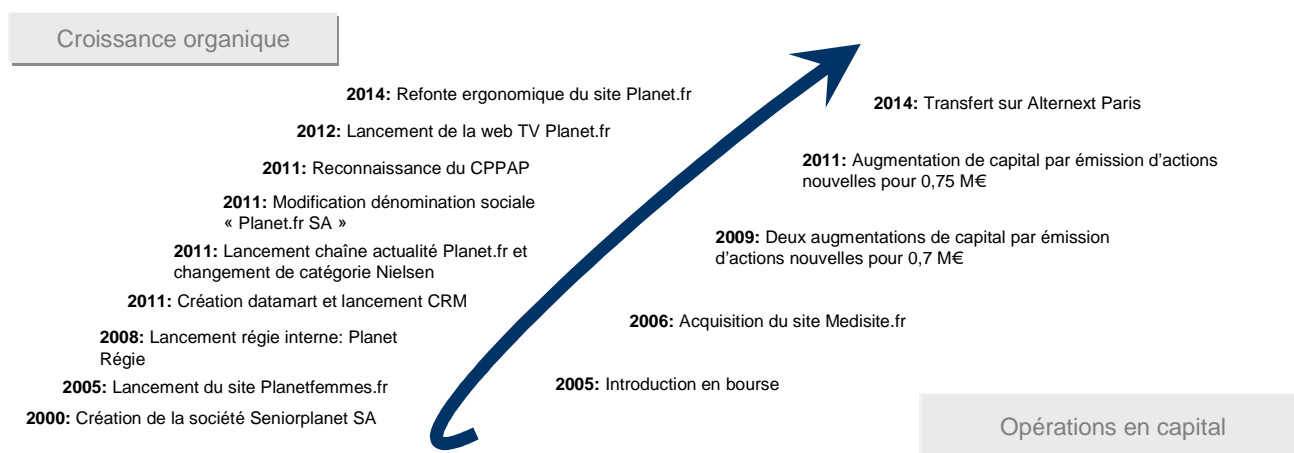 Croissance organique
2014: Refonte ergonomique du site Planet.fr
2012: Lancement de la web TV Planet.fr
2011: Reconnaissance du CPPAP
2011: Modification dénomination sociale
« Planet.fr SA »
2011: Lancement chaîne actualité Planet.fr et
changement de catégorie Nielsen
2011: Création datamart et lancement CRM
2008: Lancement régie interne: Planet
Régie
2005: Lancement du site Planetfemmes.fr
2000: Création de la société Seniorplanet SA
2014: Transfert sur Alternext Paris
2011: Augmentation de capital par émission d’actions
nouvelles pour 0,75 M€
2009: Deux augmentations de capital par émission
d’actions nouvelles pour 0,7 M€
2006: Acquisition du site Medisite.fr
2005: Introduction en bourse
Opérations en capital